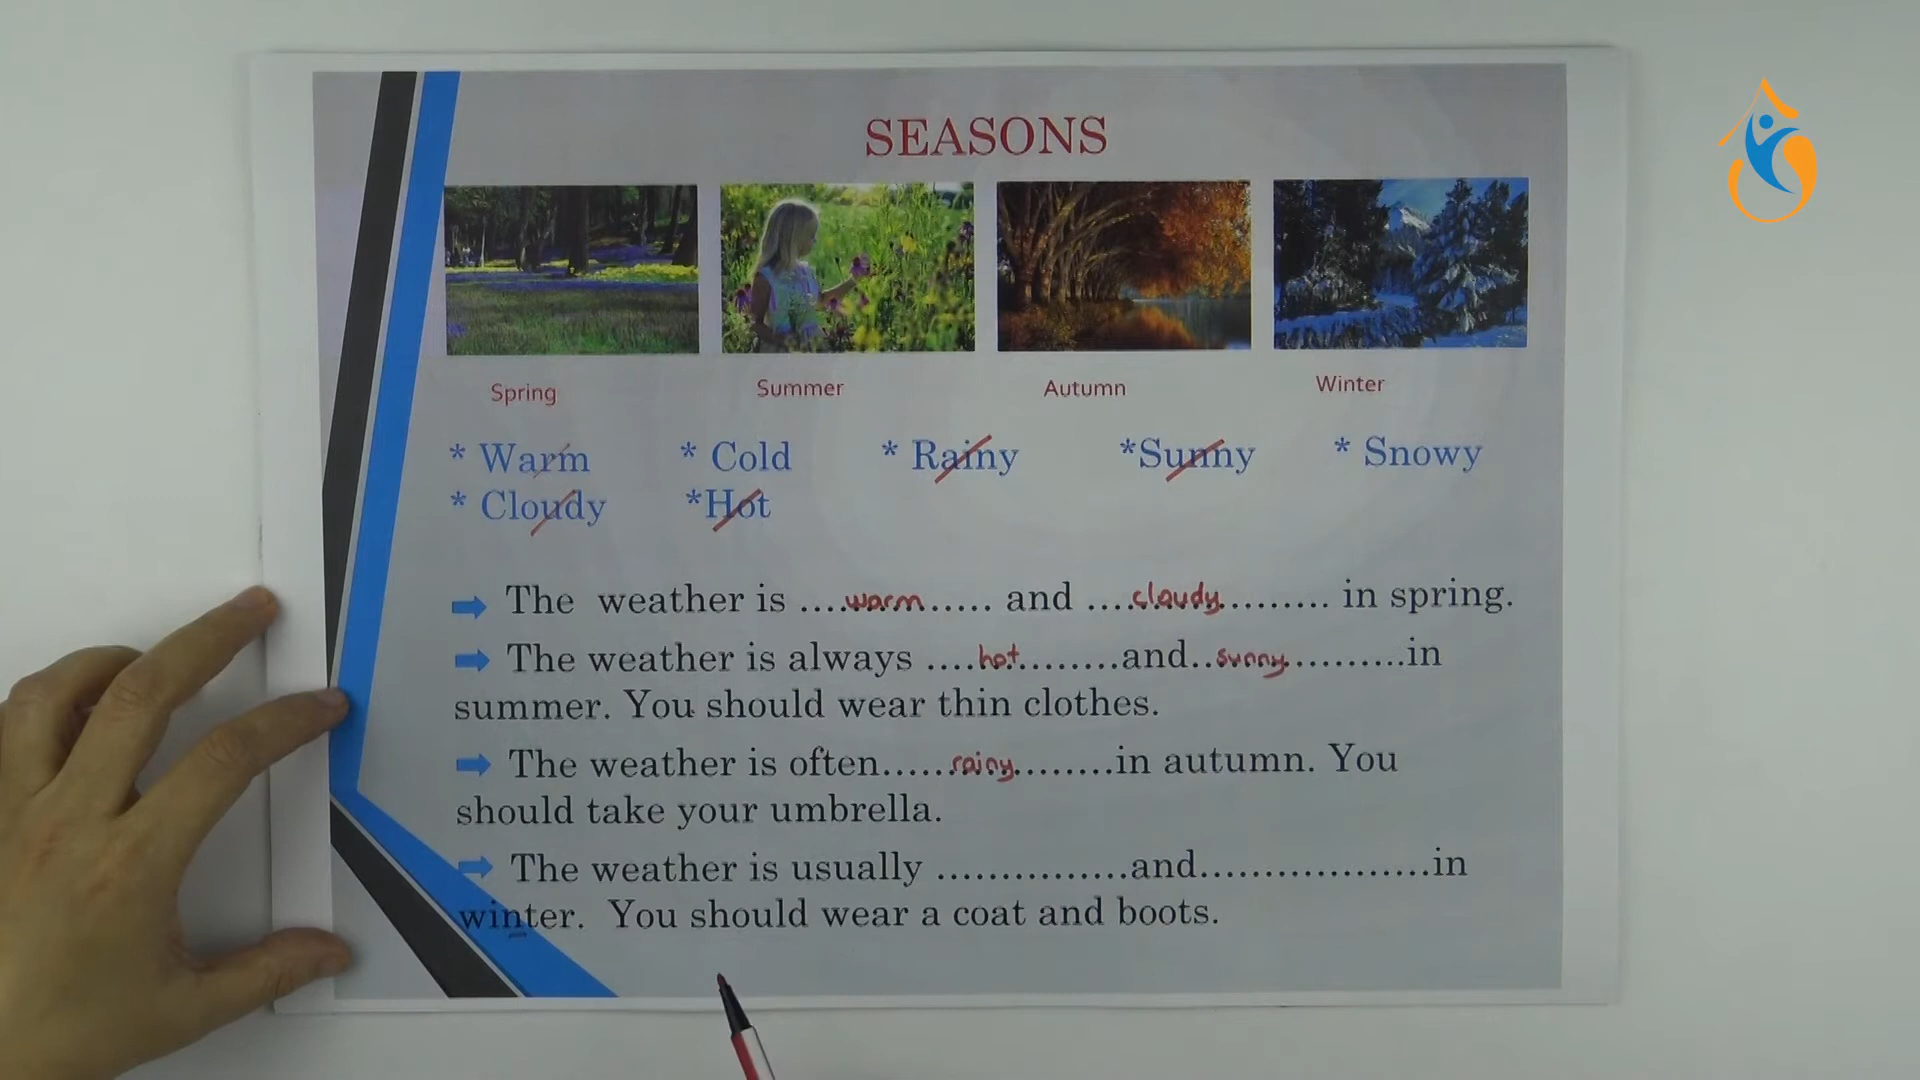 SEASONS
Spring Summer Autumn Winter
* Warm * Cold * Rainy *Sunny * Snowy
* Cloudy *Hot
The weather is ....warm...... and ....cloudy......... in spring.
The weather is always ....hot........and..sunny..........in
summer. You should wear thin clothes.
The weather is often......rainy........in autumn. You
should take your umbrella.
The weather is usually ...............and..................in
winter. You should wear a coat and boots.